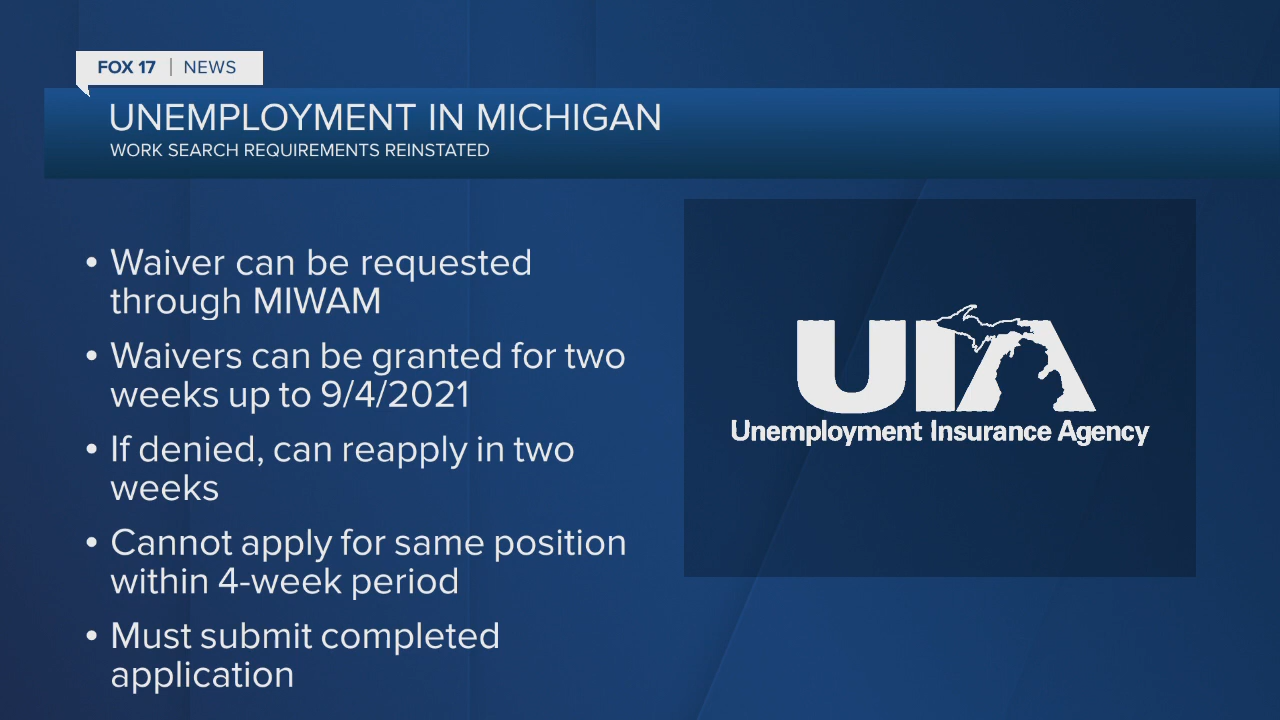 FOX 17 | NEWS
UNEMPLOYMENT IN MICHIGAN
WORK SEARCH REQUIREMENTS REINSTATED
• Waiver can be requested
through MIWAM
• Waivers can be granted for two
weeks up to 9/4/2021
• If denied, can reapply in two
weeks
• Cannot apply for same position
within 4-week period
• Must submit completed
application
UIA
Unemployment Insurance Agency